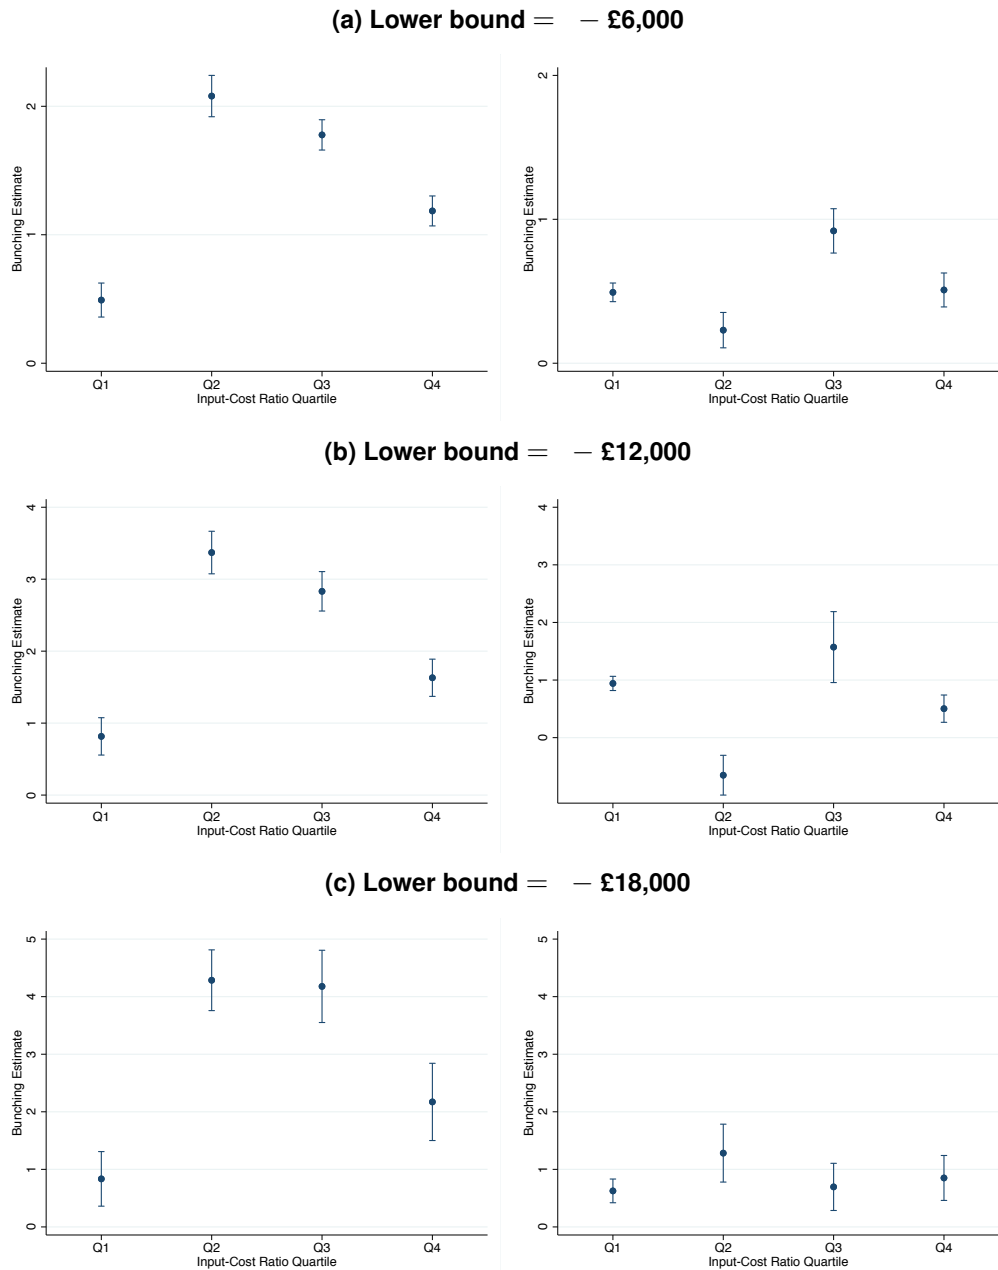 (a) Lower bound = − £6,000
Bunching Estimate
2
1
0
Q1 Q2 Q3 Q4
Input-Cost Ratio Quartile
Bunching Estimate
2
1
0
Q1 Q2 Q3 Q4
Input-Cost Ratio Quartile
(b) Lower bound = − £12,000
Bunching Estimate
4
3
2
1
0
Q1 Q2 Q3 Q4
Input-Cost Ratio Quartile
Bunching Estimate
4
3
2
1
0
Q1 Q2 Q3 Q4
Input-Cost Ratio Quartile
(c) Lower bound = − £18,000
Bunching Estimate
5
4
3
2
1
0
Q1 Q2 Q3 Q4
Input-Cost Ratio Quartile
Bunching Estimate
5
4
3
2
1
0
Q1 Q2 Q3 Q4
Input-Cost Ratio Quartile